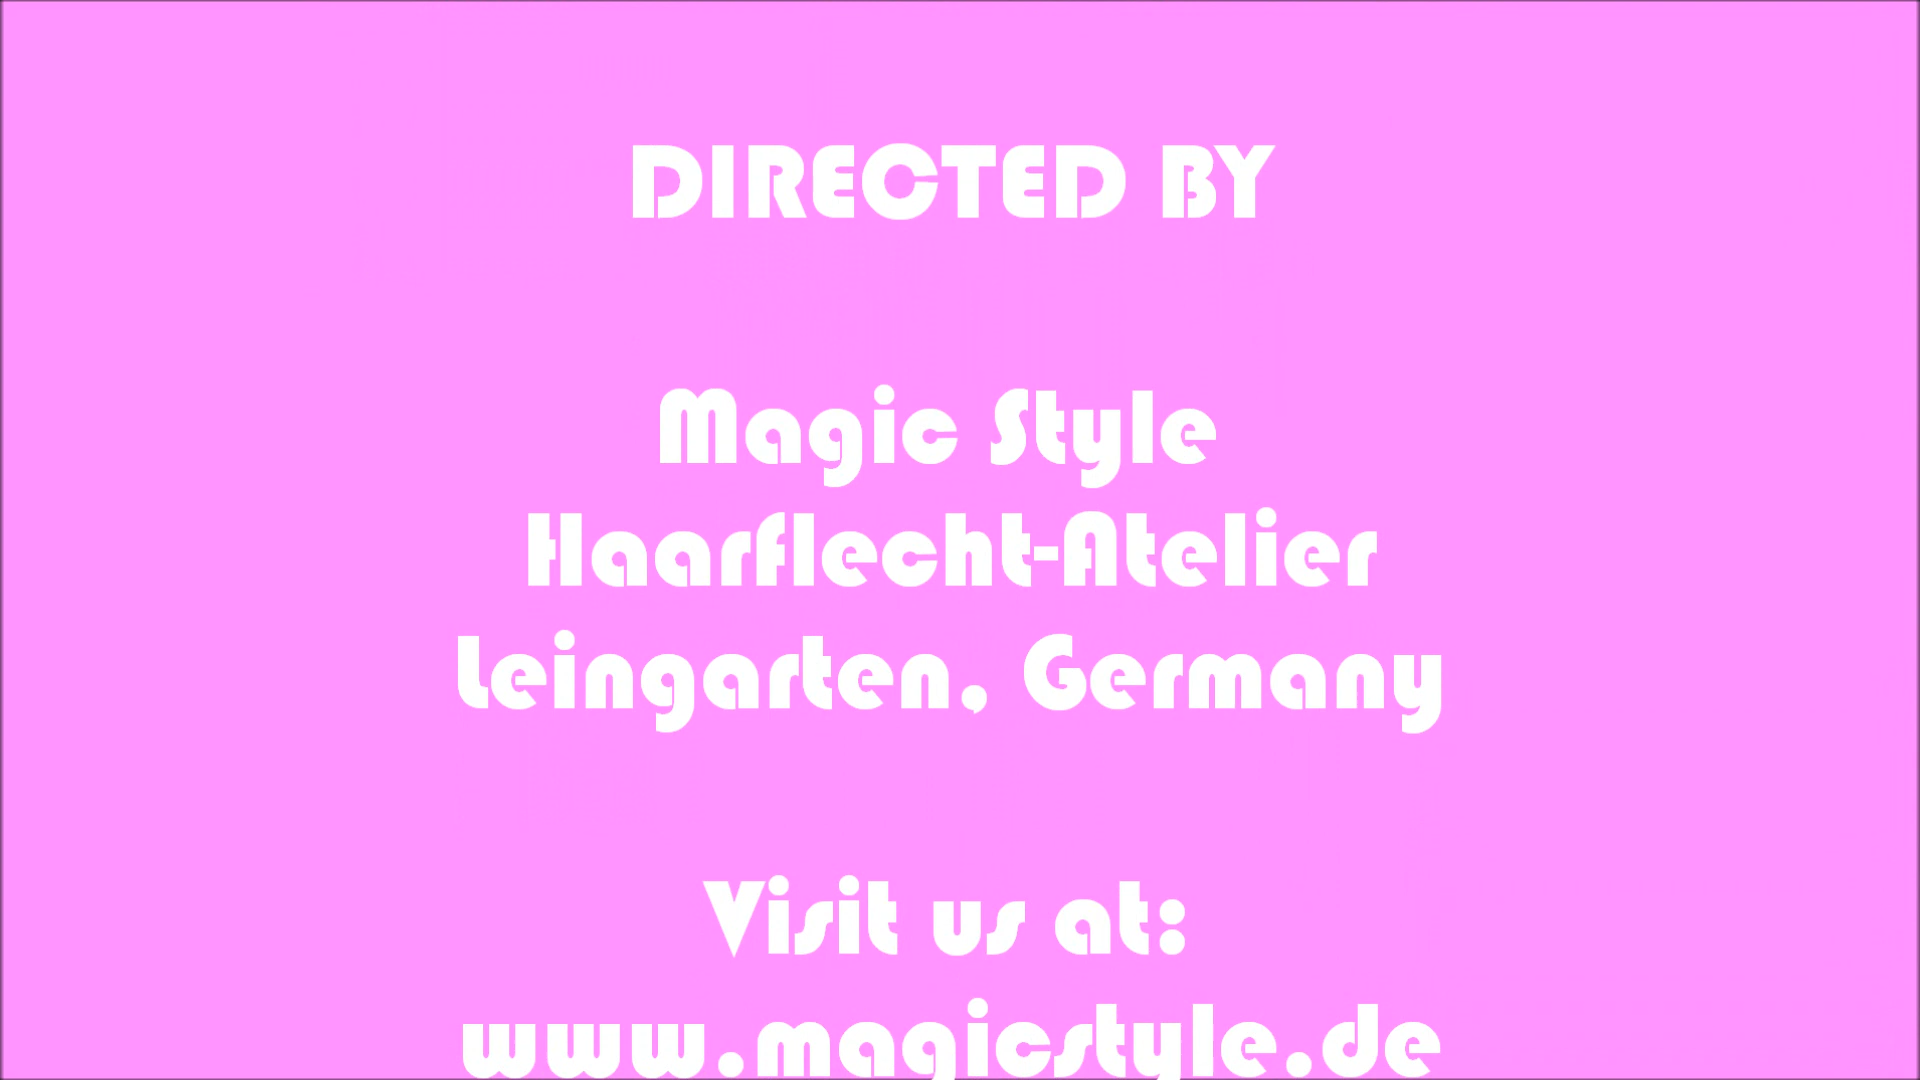 DIRECTED BY
Magic Style
Haarflecht-Atelier
Leingarten, Germany
Visit us at:
www.magicstyle.de